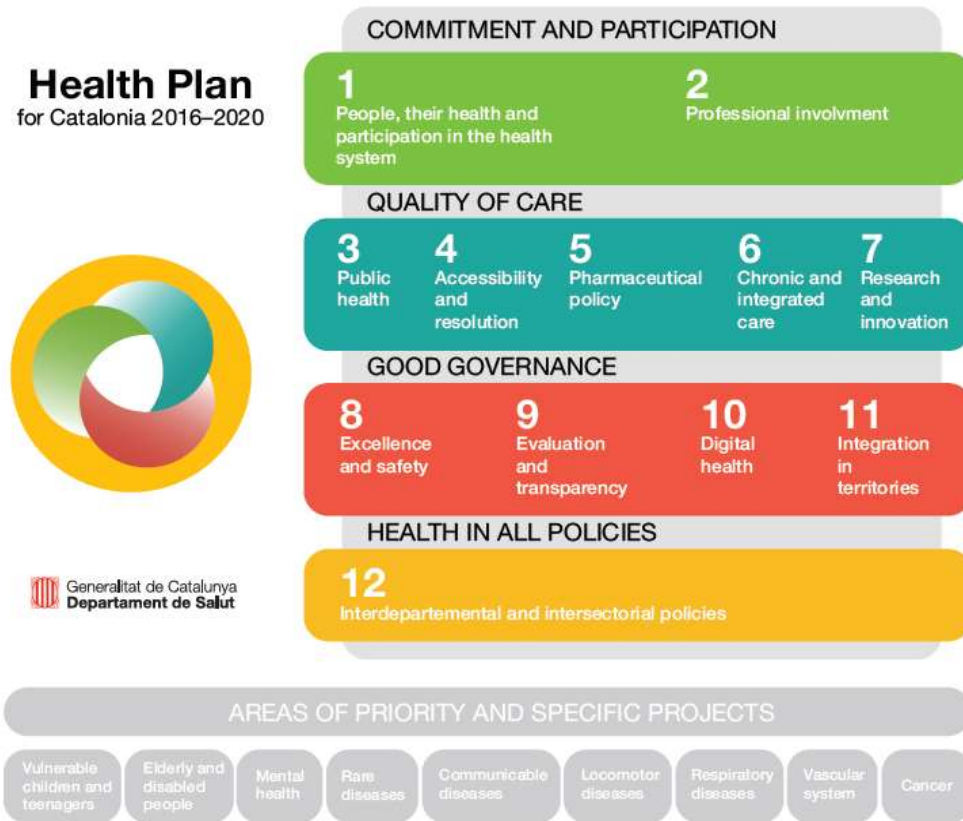 Health Plan
for Catalonia 2016–2020
COMMITMENT AND PARTICIPATION
1
People, their health and
participation in the health
system
2
Professional involvment
QUALITY OF CARE
3
Public
health
4
Accessibility
and
resolution
5
Pharmaceutical
policy
6
Chronic and
integrated
care
7
Research
and
innovation
GOOD GOVERNANCE
8
Excellence
and safety
9
Evaluation
and
transparency
10
Digital
health
11
Integration
in
territories
HEALTH IN ALL POLICIES
12
Interdepartemental and intersectorial policies
Generalitat de Catalunya
Departament de Salut
AREAS OF PRIORITY AND SPECIFIC PROJECTS
Vulnerable
children and
teenagers
Elderly and
disabled
people
Mental
health
Rare
diseases
Communicable
diseases
Locomotor
diseases
Respiratory
diseases
Vascular
system
Cancer